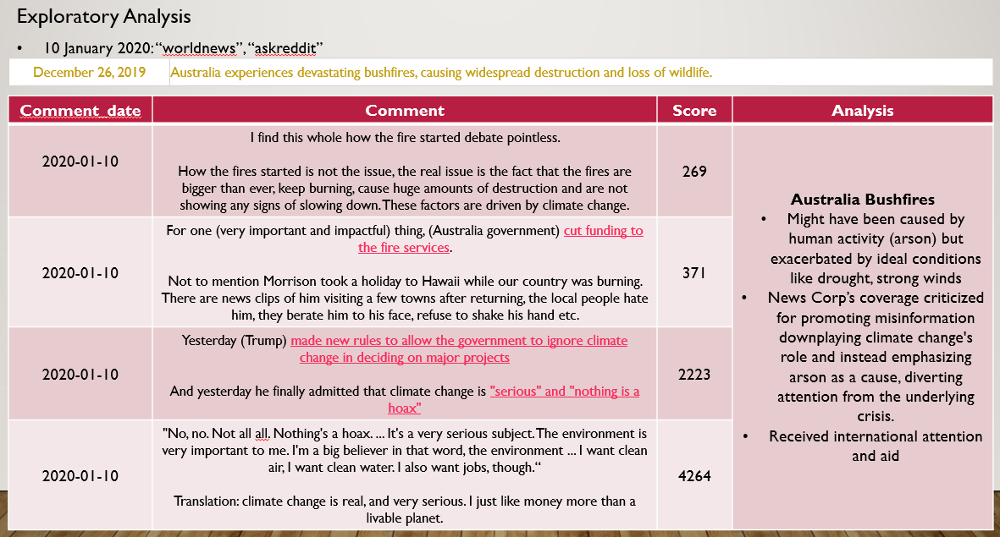 Exploratory Analysis
• 10 January 2020: “worldnews”, “askreddit”
December 26, 2019 Australia experiences devastating bushfires, causing widespread destruction and loss of wildlife.
Comment_date Comment Score Analysis
2020-01-10
I find this whole how the fire started debate pointless.
How the fires started is not the issue, the real issue is the fact that the fires are
bigger than ever, keep burning, cause huge amounts of destruction and are not
showing any signs of slowing down. These factors are driven by climate change.
269
2020-01-10
For one (very important and impactful) thing, (Australia government) cut funding to
the fire services.
Not to mention Morrison took a holiday to Hawaii while our country was burning.
There are news clips of him visiting a few towns after returning, the local people hate
him, they berate him to his face, refuse to shake his hand etc.
371
2020-01-10
Yesterday (Trump) made new rules to allow the government to ignore climate
change in deciding on major projects
And yesterday he finally admitted that climate change is "serious" and "nothing is a
hoax"
2223
2020-01-10
"No, no. Not all all. Nothing's a hoax. ... It's a very serious subject. The environment is
very important to me. I'm a big believer in that word, the environment ... I want clean
air, I want clean water. I also want jobs, though.“
Translation: climate change is real, and very serious. I just like money more than a
livable planet.
4264
Australia Bushfires
• Might have been caused by
human activity (arson) but
exacerbated by ideal conditions
like drought, strong winds
• News Corp’s coverage criticized
for promoting misinformation
downplaying climate change's
role and instead emphasizing
arson as a cause, diverting
attention from the underlying
crisis.
• Received international attention
and aid